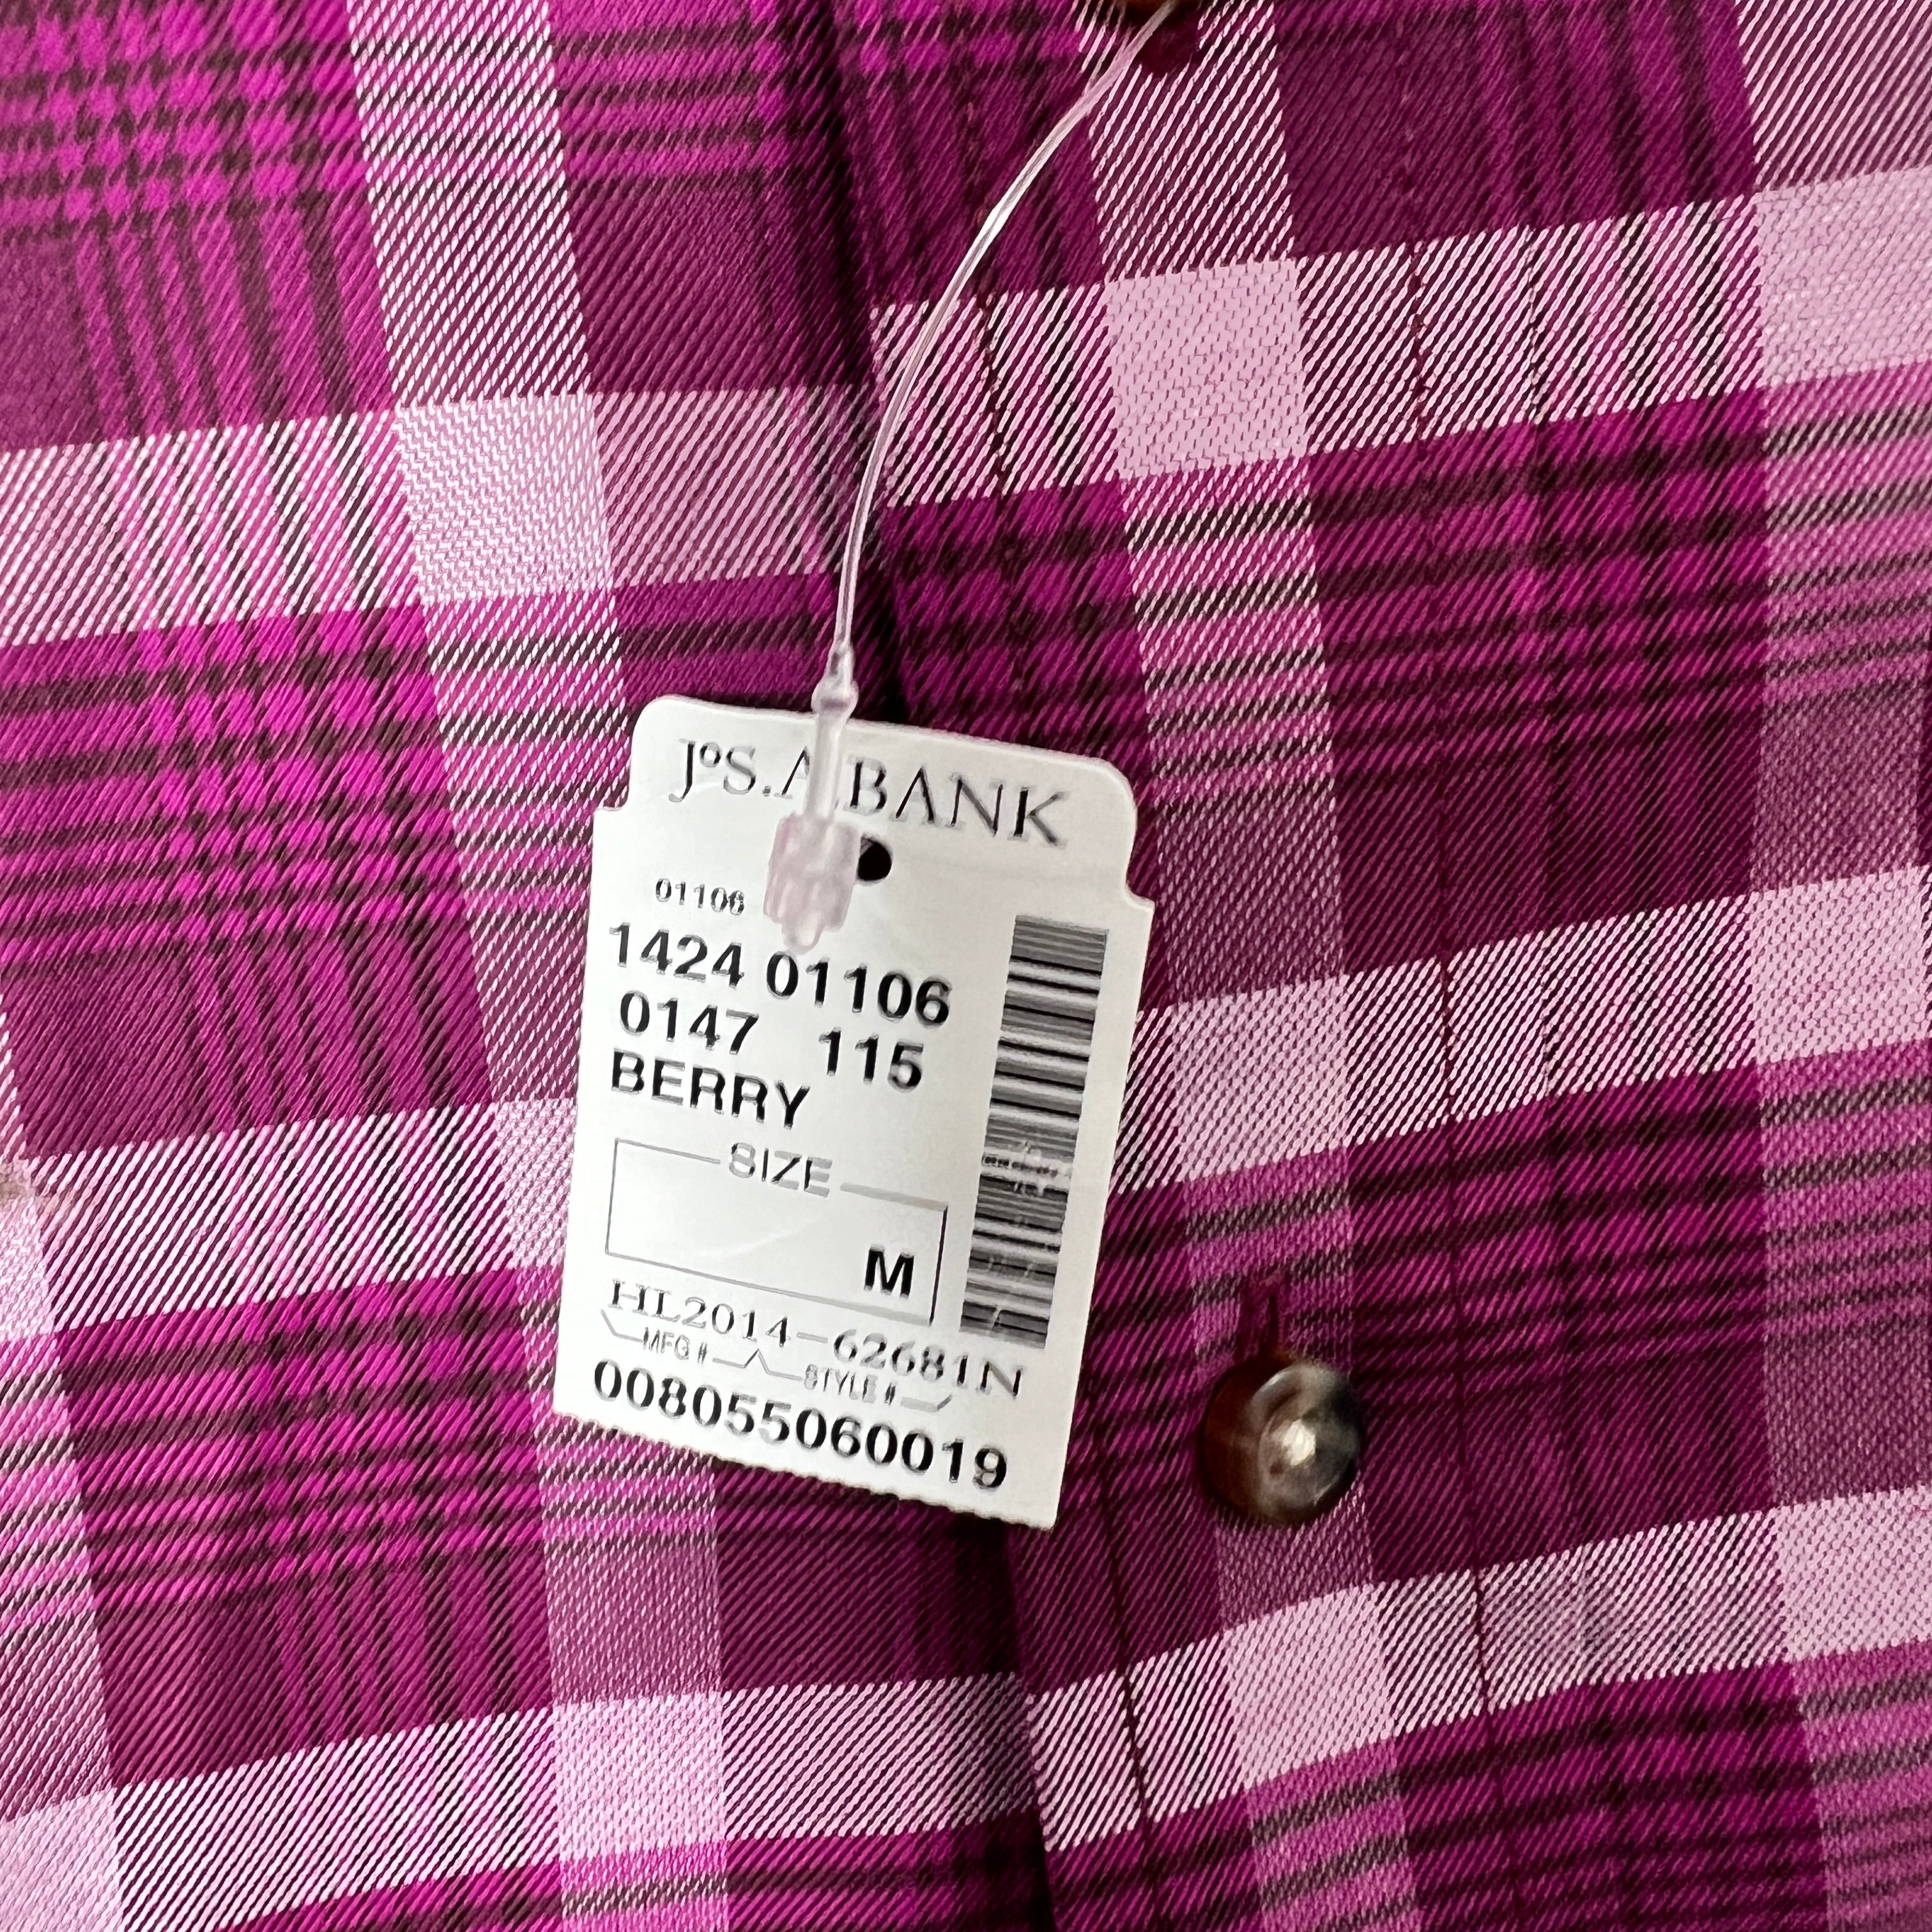 JoS. A. BANK
01106
1424 01106
0147 115
BERRY
SIZE
M
HL2014-62681N
MFG # STYLE #
008055060019